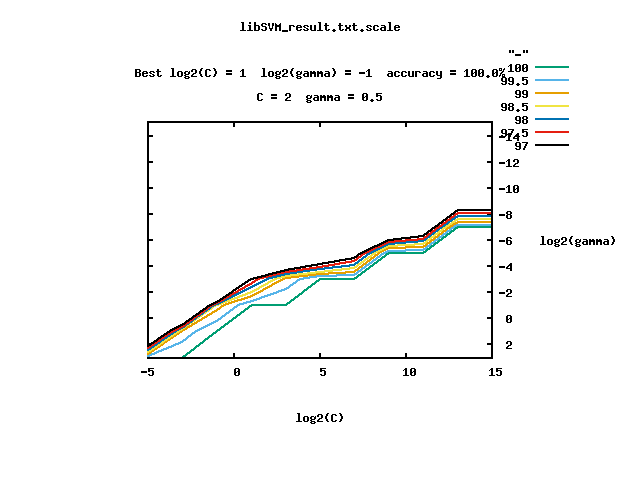 libSVM_result.txt.scale
"-"
Best log2(C) = 1  log2(gamma) = -1  accuracy = 100.0%
C = 2  gamma = 0.5
100
99.5
99
98.5
98
97.5
97
-14
-12
-10
-8
-6
-4
-2
0
2
log2(gamma)
-5 0 5 10 15
log2(C)